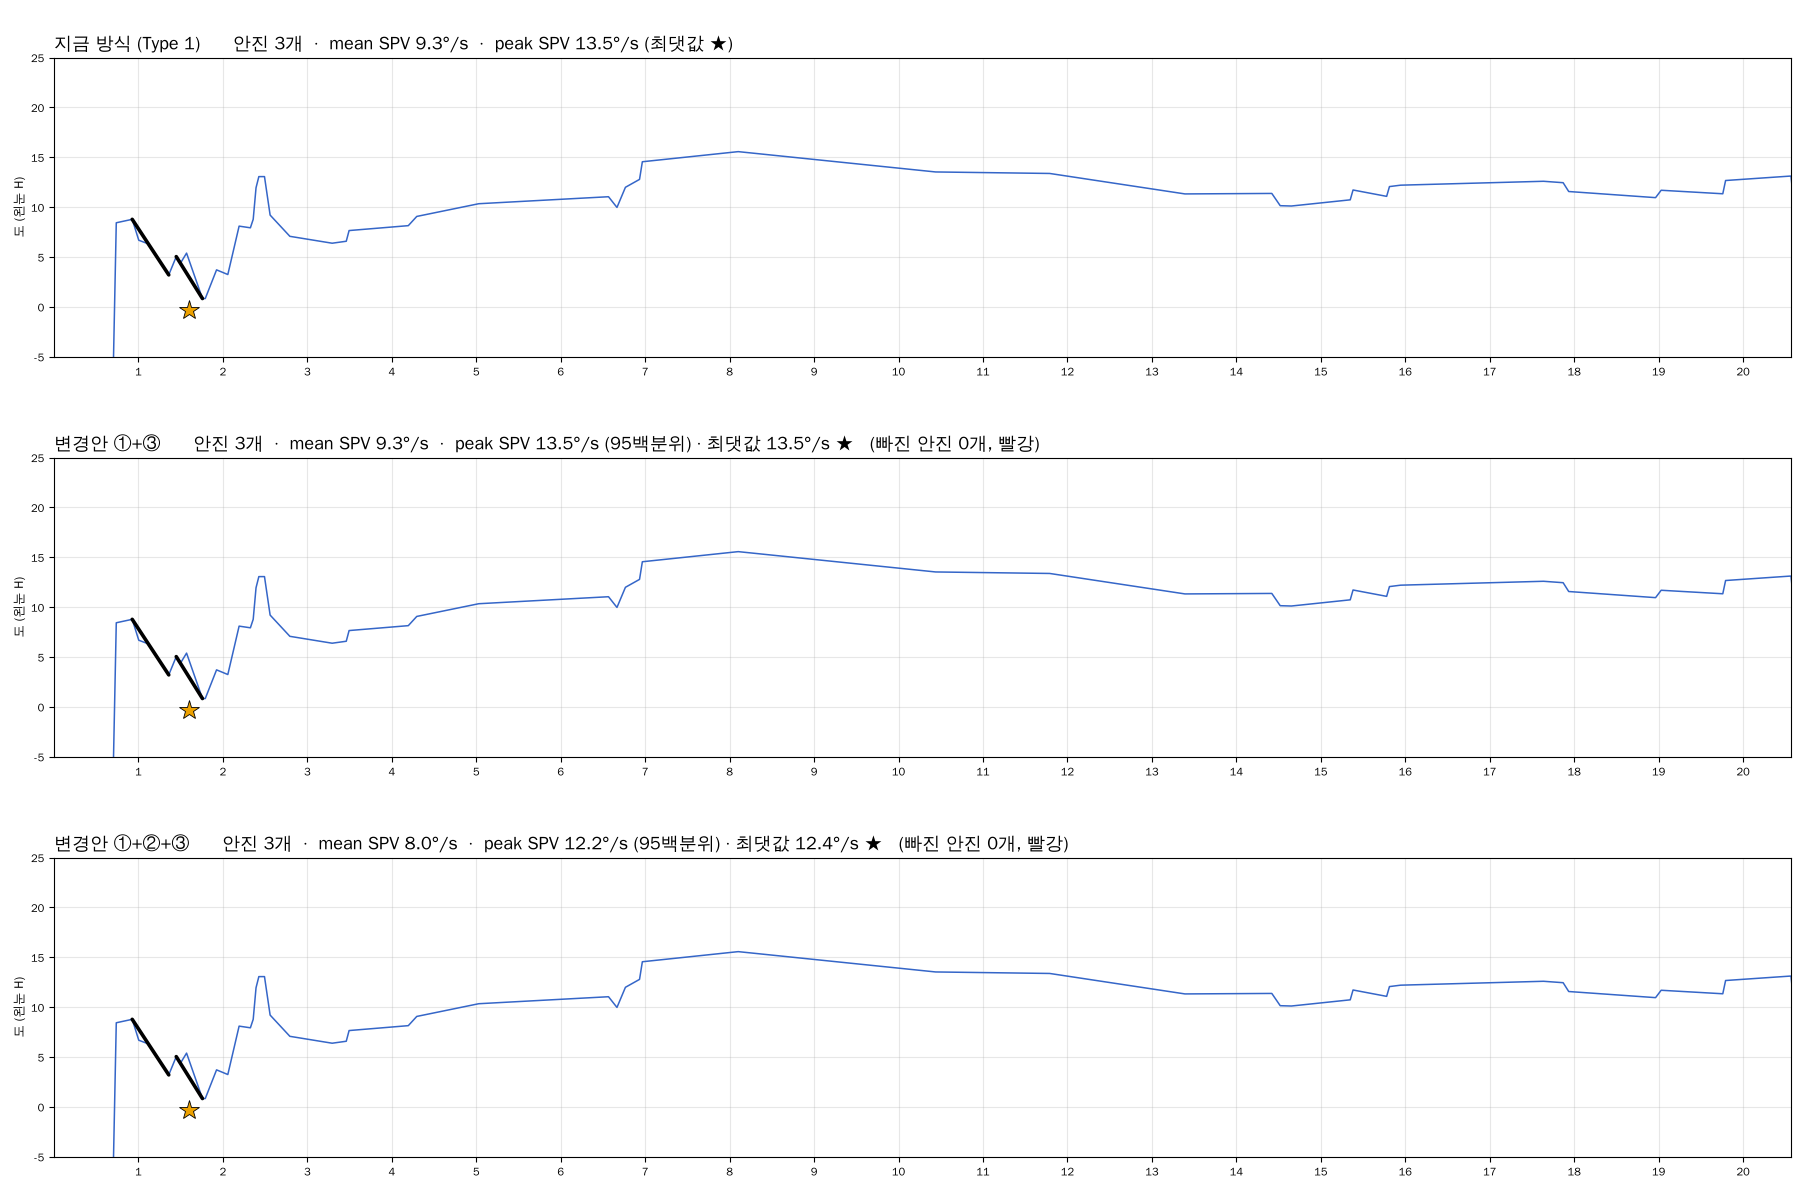 지금 방식 (Type 1) 안진 3개 · mean SPV 9.3°/s · peak SPV 13.5°/s (최댓값 ★)
25
20
15
10
5
0
-5
도 (왼눈 H)
1 2 3 4 5 6 7 8 9 10 11 12 13 14 15 16 17 18 19 20
변경안 ①+③ 안진 3개 · mean SPV 9.3°/s · peak SPV 13.5°/s (95백분위) · 최댓값 13.5°/s ★ (빠진 안진 0개, 빨강)
25
20
15
10
5
0
-5
도 (왼눈 H)
1 2 3 4 5 6 7 8 9 10 11 12 13 14 15 16 17 18 19 20
변경안 ①+②+③ 안진 3개 · mean SPV 8.0°/s · peak SPV 12.2°/s (95백분위) · 최댓값 12.4°/s ★ (빠진 안진 0개, 빨강)
25
20
15
10
5
0
-5
도 (왼눈 H)
1 2 3 4 5 6 7 8 9 10 11 12 13 14 15 16 17 18 19 20